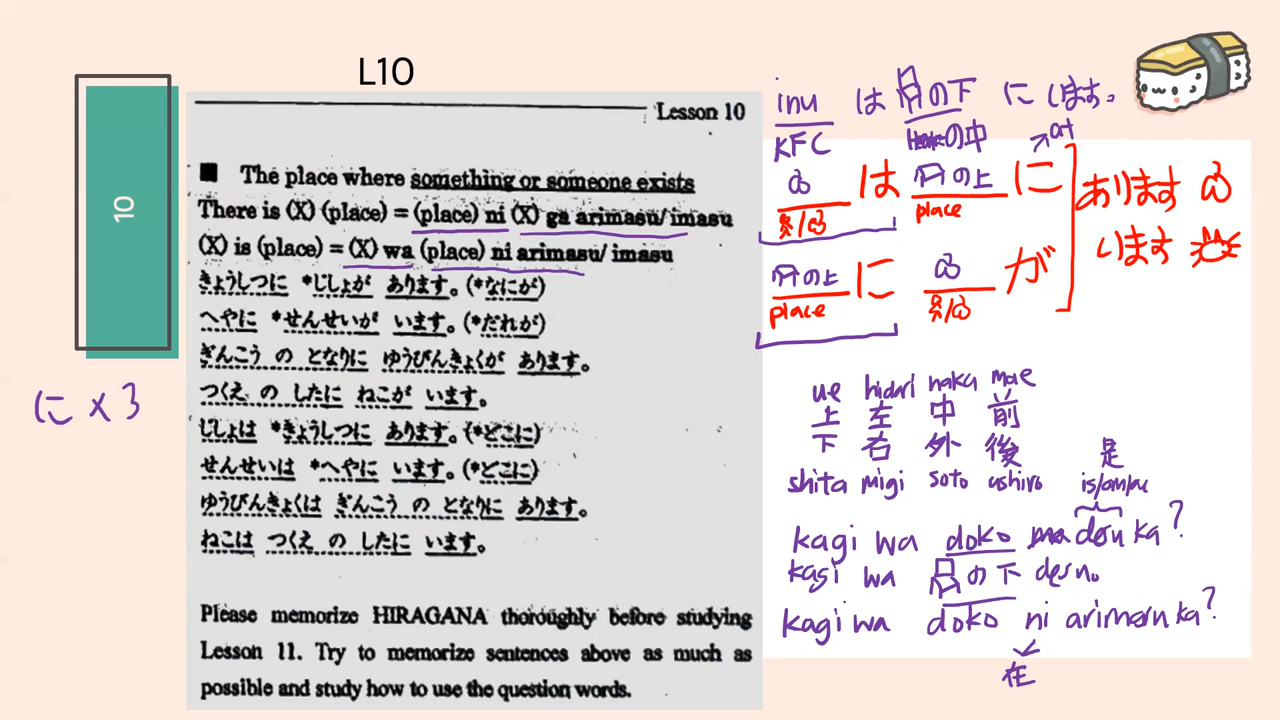 L10
10
に x 3
Lesson 10
■ The place where something or someone exists
There is (X) (place) = (place) ni (X) ga arimasu/ imasu
(X) is (place) = (X) wa (place) ni arimasu/ imasu
きょうしつに *じしょが あります。(*なにが)
へやに *せんせいが います。(*だれが)
ぎんこう の となりに ゆうびんきょくが あります。
つくえ の したに ねこが います。
じしょは *きょうしつに あります。(*どこに)
せんせいは *へやに います。(*どこに)
ゆうびんきょくは ぎんこう の となりに あります。
ねこは つくえ の したに います。
Please memorize HIRAGANA thoroughly before studying
Lesson 11. Try to memorize sentences above as much as
possible and study how to use the question words.
inu は の下 に います。
KFC の中 at
は の上 に
place
あります
います
の上 に が
place
ue hidari naka mae
上 左 中 前
下 右 外 後
shita migi soto ushiro
是
is/am/are
kagi wa doko desu ka?
kagi wa の下 desu。
kagi wa doko ni arimasu ka?
在